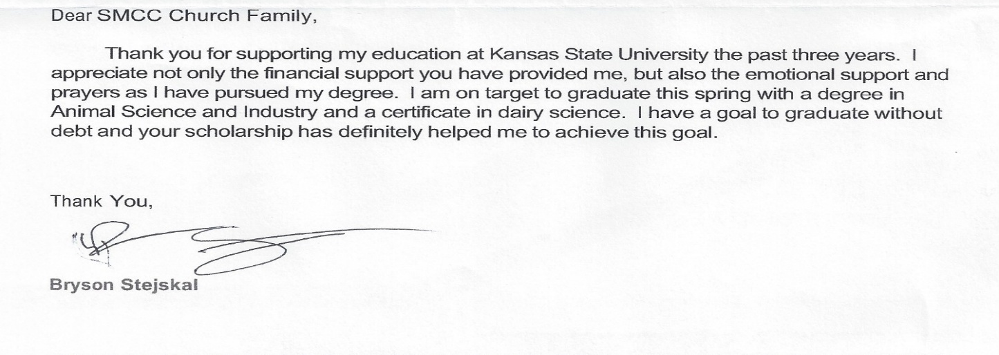 Dear SMCC Church Family,
Thank you for supporting my education at Kansas State University the past three years.  I
appreciate not only the financial support you have provided me, but also the emotional support and
prayers as I have pursued my degree.  I am on target to graduate this spring with a degree in
Animal Science and Industry and a certificate in dairy science.  I have a goal to graduate without
debt and your scholarship has definitely helped me to achieve this goal.
Thank You,
Bryson Stejskal